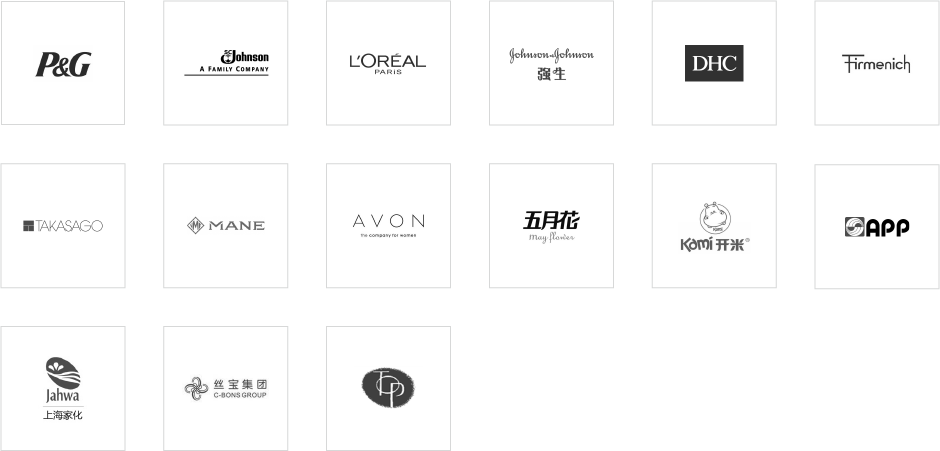 P&G
SC Johnson
A FAMILY COMPANY
L'ORÉAL
PARIS
Johnson&Johnson
强生
DHC
Firmenich
TAKASAGO
M
MANE
AVON
the company for women
五月花
May flower
Kami 开米®
APP
Jahwa
上海家化
丝宝集团
C-BONS GROUP
TOP